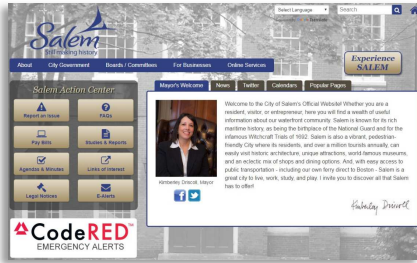 Select Language
Search
Salem
Still making history
Experience
SALEM
About
City Government
Boards / Committees
For Businesses
Online Services
Salem Action Center
Report an Issue
FAQs
Pay Bills
Studies & Reports
Agendas & Minutes
Links of Interest
Legal Notices
E-Alerts
CodeRED
EMERGENCY ALERTS
Mayor's Welcome
News
Twitter
Calendars
Popular Pages
Welcome to the City of Salem's Official Website! Whether you are a
resident, visitor, or entrepreneur, here you will find a wealth of useful
information about our waterfront community. Salem is known for its rich
maritime history, as being the birthplace of the National Guard and for the
infamous Witchcraft Trials of 1692. Salem is also a vibrant, pedestrian-
friendly City where its residents, and over a million tourists annually, can
easily visit historic architecture, unique attractions, world-famous museums,
and an eclectic mix of shops and dining options. And, with easy access to
public transportation - including our own ferry direct to Boston - Salem is a
great city to live, work, study, and play. I invite you to discover all that Salem
has to offer!
Kimberley Driscoll, Mayor
Kimberley Driscoll